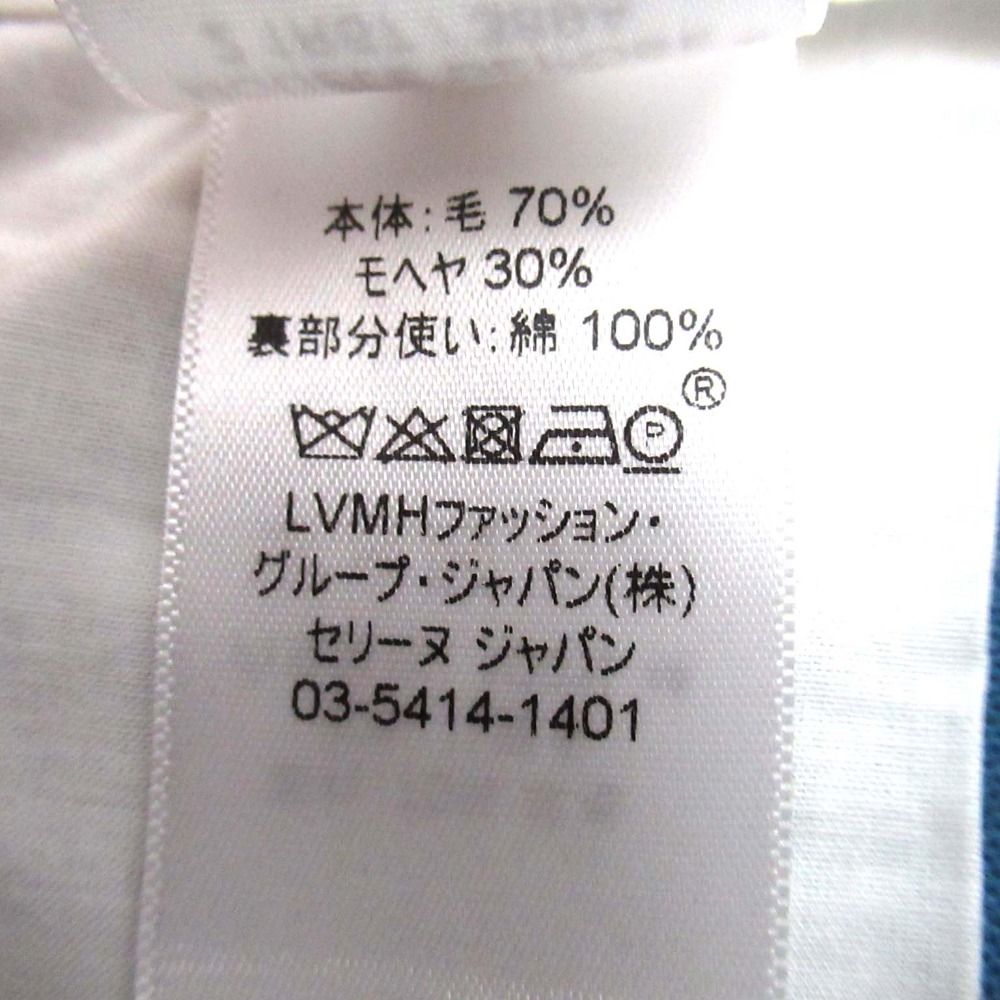 本体: 毛 70%
モヘヤ 30%
裏部分使い: 綿 100%
®
P
LVMHファッション・
グループ・ジャパン(株)
セリーヌ ジャパン
03-5414-1401